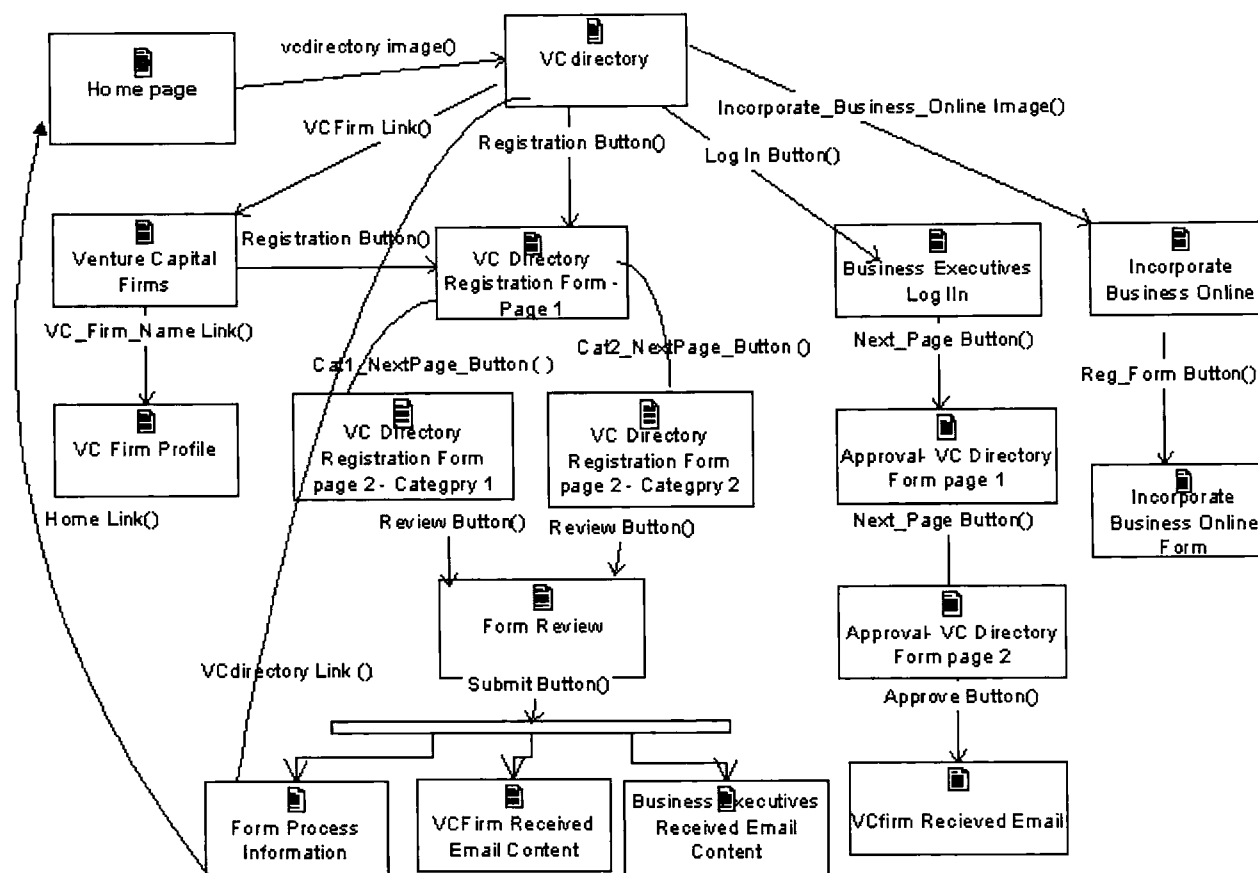 vcdirectory image()
VCdirectory
Home page
Incorporate_Business_Online Image()
VCFirm Link()
Registration Button()
Log In Button()
Venture Capital
Firms
Registration Button()
VC Directory
Registration Form -
Page 1
Business Executives
Log IIn
Incorporate
Business Online
VC_Firm_Name Link()
Cat1_NextPage_Button ( )
Cat2_NextPage_Button ()
Next_Page Button()
Reg_Form Button()
VC Firm Profile
VC Directory
Registration Form
page 2 - Categpry 1
VC Directory
Registration Form
page 2 - Categpry 2
Approval- VC Directory
Form page 1
Incorporate
Business Online
Form
Home Link()
Review Button()
Review Button()
Next_Page Button()
Form Review
Approval- VC Directory
Form page 2
VCdirectory Link ()
Submit Button()
Approve Button()
Form Process
Information
VCFirm Received
Email Content
Business Executives
Received Email
Content
VCfirm Recieved Email